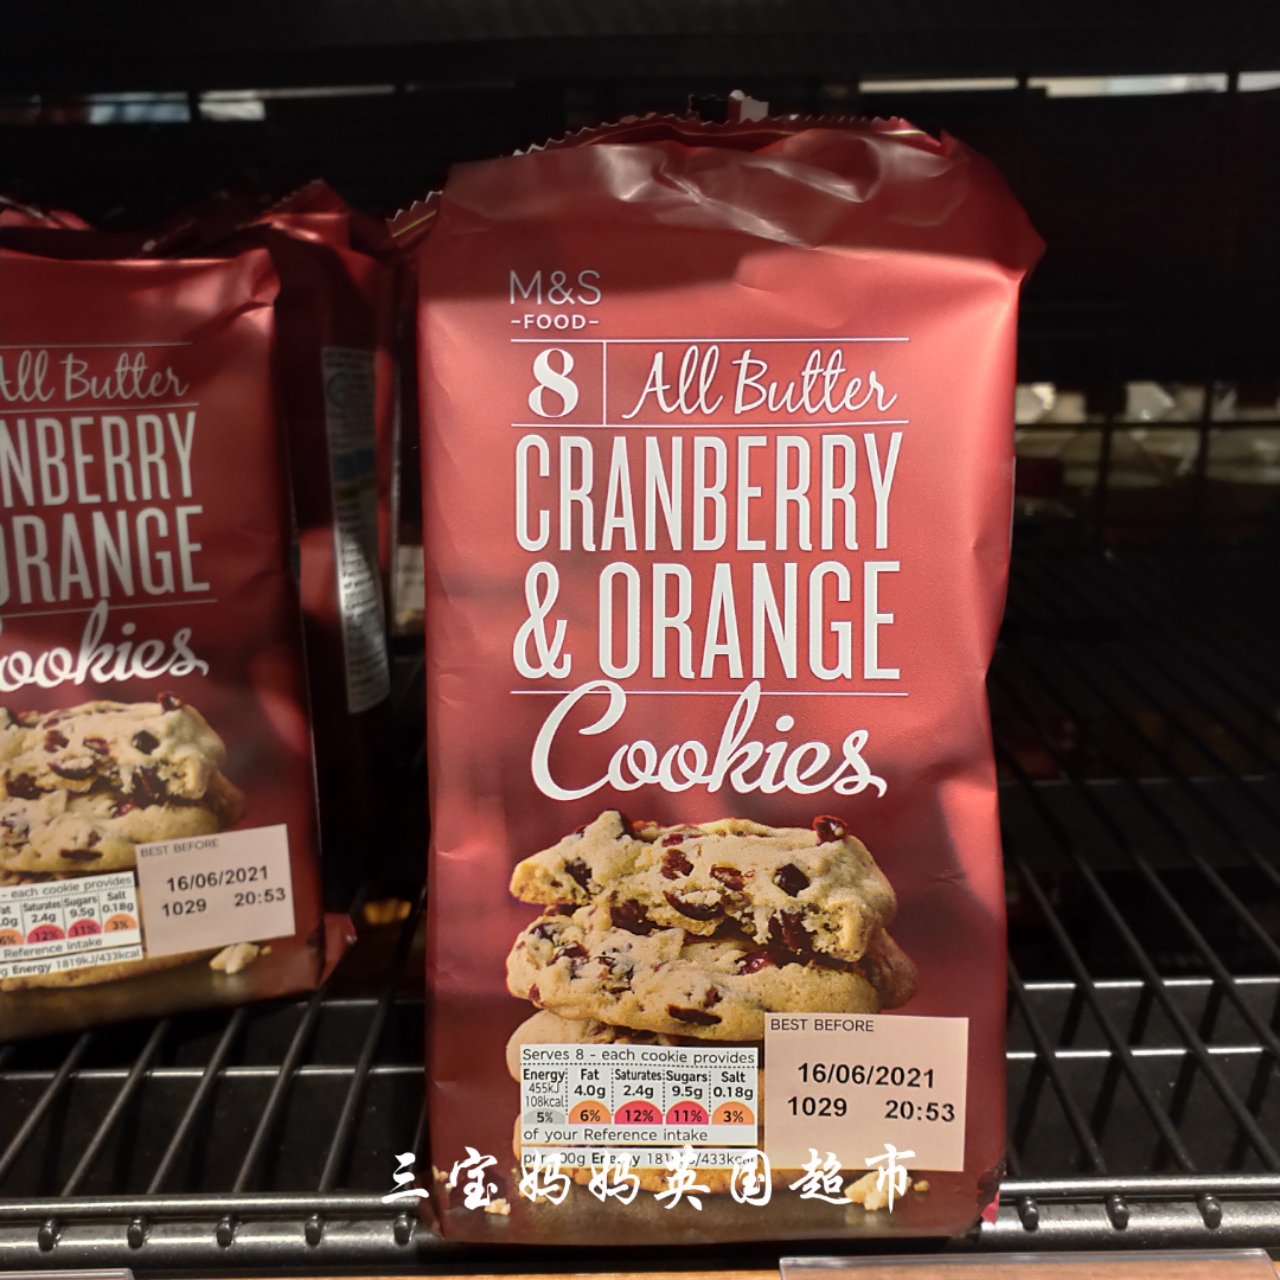 M&S
-FOOD-
8 All Butter
CRANBERRY
& ORANGE
Cookies
BEST BEFORE
16/06/2021
1029 20:53
Serves 8 - each cookie provides
Energy Fat Saturates Sugars Salt
455kJ 4.0g 2.4g 9.5g 0.18g
108kcal
5% 6% 12% 11% 3%
of your Reference intake
433kcal
三宝妈妈英国超市
All Butter
Cookies
BEST BEFORE
16/06/2021
1029 20:53
- each cookie provides
Saturates Sugars Salt
2.4g 9.5g 0.18g
12% 11% 3%
Reference intake
Energy 1819kJ/433kcal